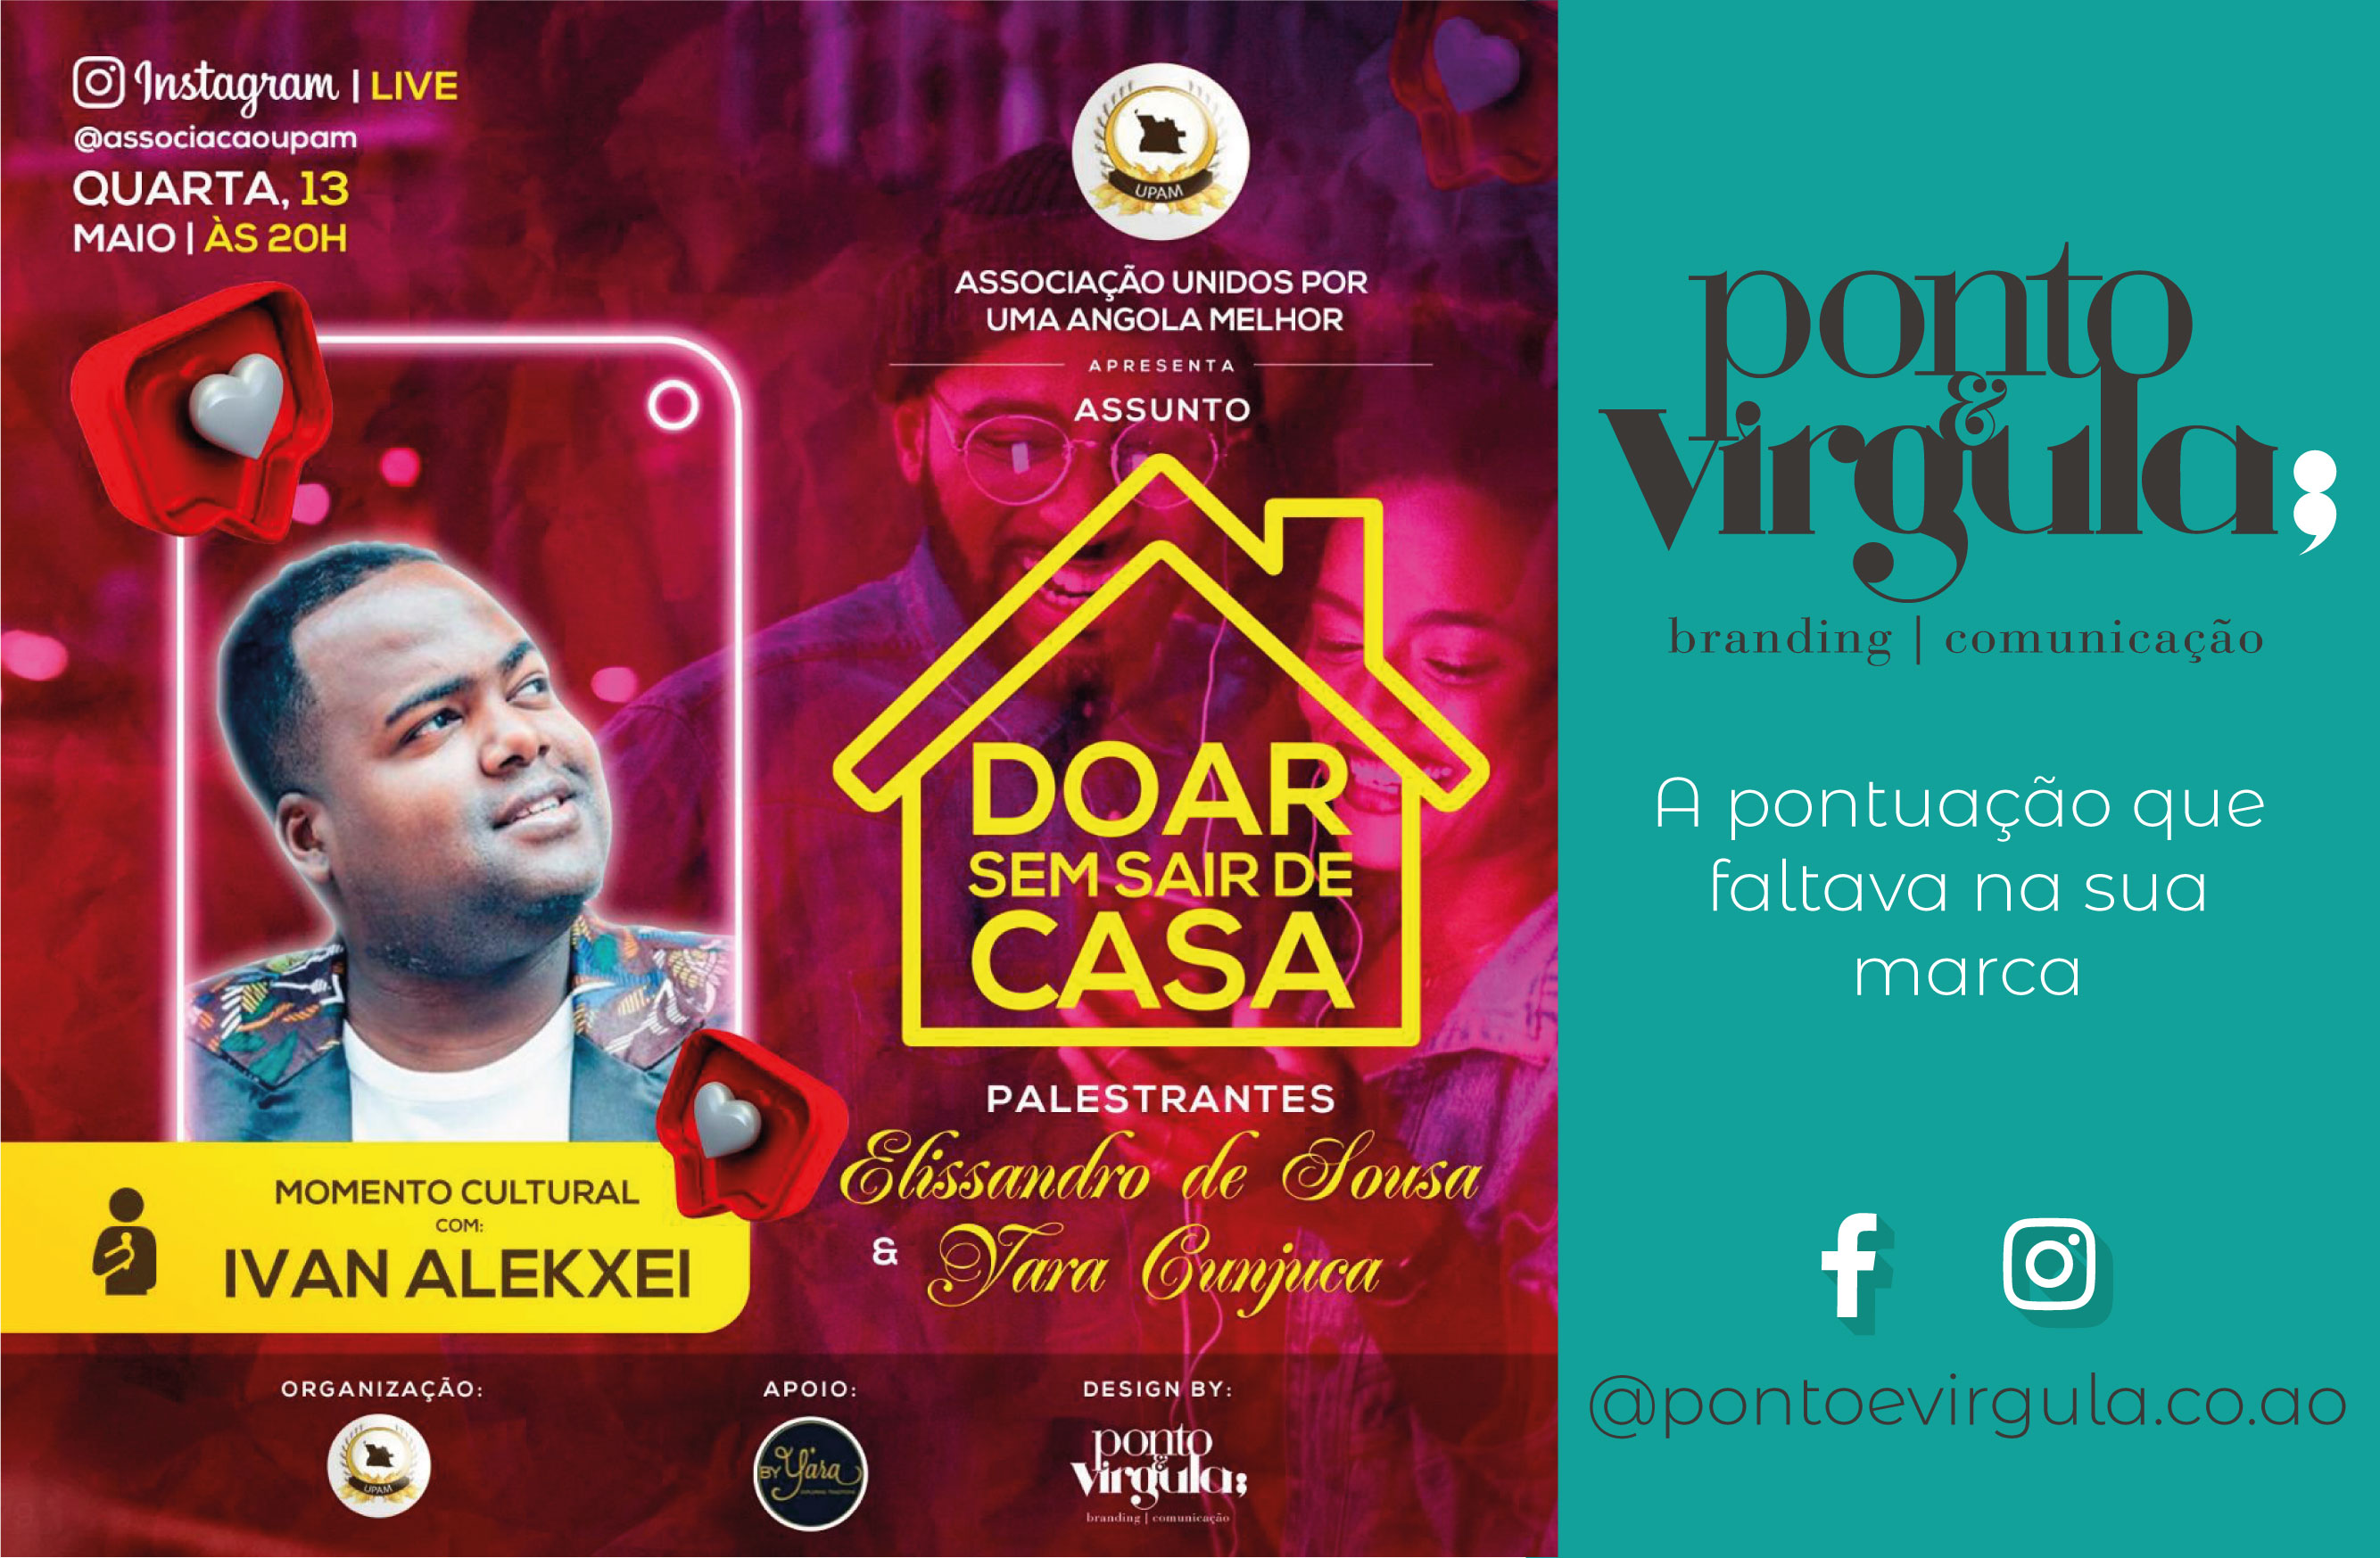 Instagram | LIVE
@associacaoupam
QUARTA, 13
MAIO | ÀS 20H
UPAM
ASSOCIAÇÃO UNIDOS POR
UMA ANGOLA MELHOR
APRESENTA
ASSUNTO
DOAR
SEM SAIR DE
CASA
PALESTRANTES
Elissandro de Sousa
& Yara Cunjuca
MOMENTO CULTURAL
COM:
IVAN ALEKXEI
ORGANIZAÇÃO:
UPAM
APOIO:
BY Yara
DESIGN BY:
ponto
&
virgula;
branding | comunicação
ponto
&
virgula;
branding | comunicação
A pontuação que
faltava na sua
marca
@pontoevirgula.co.ao